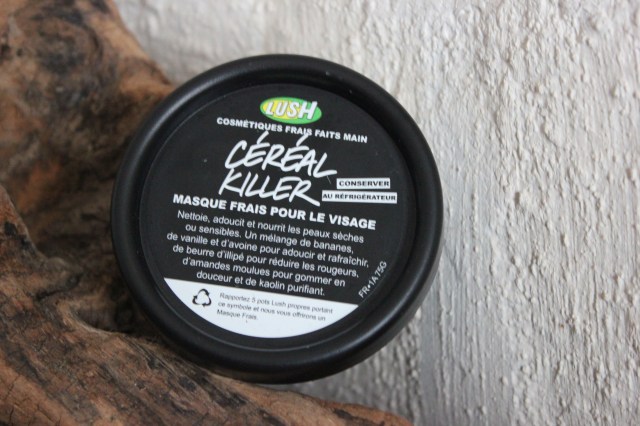 LUSH
COSMÉTIQUES FRAIS FAITS MAIN
CÉRÉAL
KILLER
CONSERVER
AU RÉFRIGÉRATEUR
MASQUE FRAIS POUR LE VISAGE
Nettoie, adoucit et nourrit les peaux sèches
ou sensibles. Un mélange de bananes,
de vanille et d'avoine pour adoucir et rafraîchir,
de beurre d'illipé pour réduire les rougeurs,
d'amandes moulues pour gommer en
douceur et de kaolin purifiant.
FR•1A 75G
Rapportez 5 pots Lush propres portant
ce symbole et nous vous offrirons un
Masque Frais.